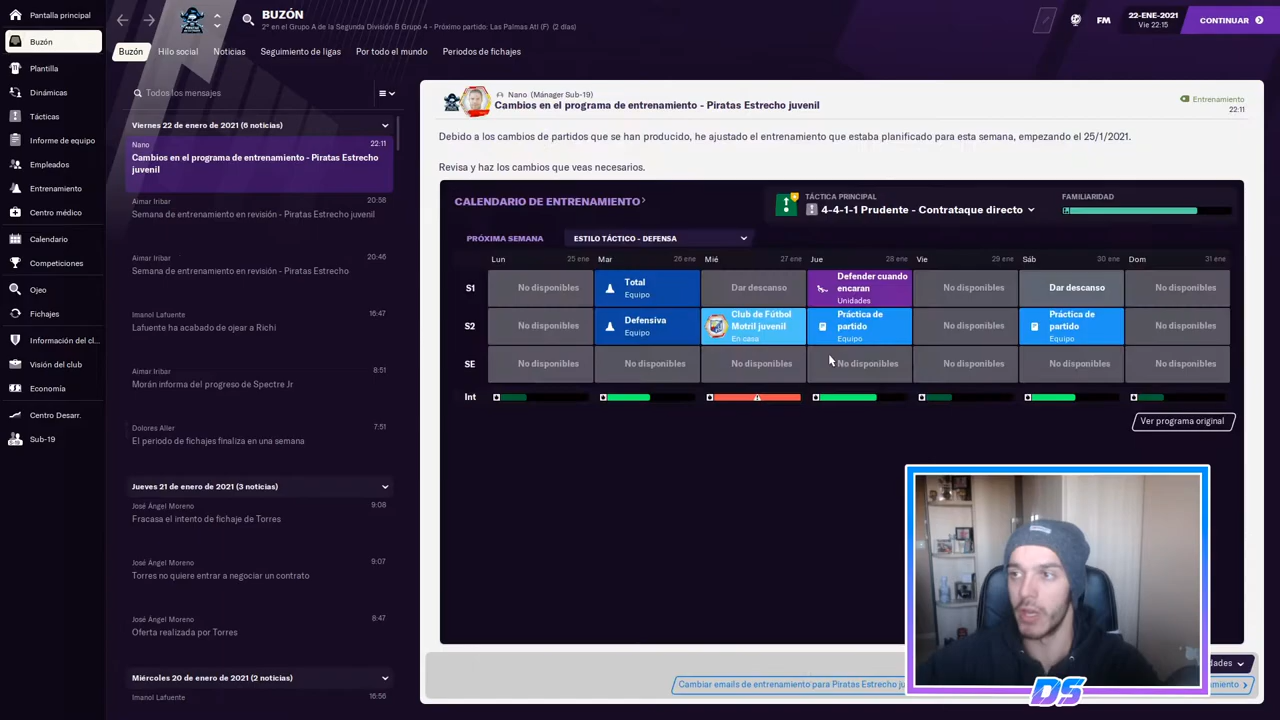 Pantalla principal
Buzón
Plantilla
Dinámicas
Tácticas
Informe de equipo
Empleados
Entrenamiento
Centro médico
Calendario
Competiciones
Ojeo
Fichajes
Información del cl...
Visión del club
Economía
Centro Desarr.
Sub-19
BUZÓN
2º en el Grupo A de la Segunda División B Grupo 4 - Próximo partido: Las Palmas Atl (F) (2 días)
FM
22-ENE-2021
Vie 22:15
CONTINUAR
Buzón
Hilo social
Noticias
Seguimiento de ligas
Por todo el mundo
Periodos de fichajes
Todos los mensajes
Viernes 22 de enero de 2021 (6 noticias)
Nano 22:11
Cambios en el programa de entrenamiento - Piratas Estrecho
juvenil
Aimar Iribar 20:56
Semana de entrenamiento en revisión - Piratas Estrecho juvenil
Aimar Iribar 20:46
Semana de entrenamiento en revisión - Piratas Estrecho
Imanol Lafuente 16:47
Lafuente ha acabado de ojear a Richi
Aimar Iribar 8:51
Morán informa del progreso de Spectre Jr
Dolores Aller 7:51
El periodo de fichajes finaliza en una semana
Jueves 21 de enero de 2021 (3 noticias)
José Ángel Moreno 9:08
Fracasa el intento de fichaje de Torres
José Ángel Moreno 9:07
Torres no quiere entrar a negociar un contrato
José Ángel Moreno 8:47
Oferta realizada por Torres
Miércoles 20 de enero de 2021 (2 noticias)
Imanol Lafuente 16:56
Nano (Mánager Sub-19)
Cambios en el programa de entrenamiento - Piratas Estrecho juvenil
Entrenamiento
22:11
Debido a los cambios de partidos que se han producido, he ajustado el entrenamiento que estaba planificado para esta semana, empezando el 25/1/2021.
Revisa y haz los cambios que veas necesarios.
CALENDARIO DE ENTRENAMIENTO
TÁCTICA PRINCIPAL
4-4-1-1 Prudente - Contrataque directo
FAMILIARIDAD
PRÓXIMA SEMANA
ESTILO TÁCTICO - DEFENSA
Lun 25 ene Mar 26 ene Mié 27 ene Jue 28 ene Vie 29 ene Sáb 30 ene Dom 31 ene
S1
No disponibles
Total
Equipo
Dar descanso
Defender cuando
encaran
Unidades
No disponibles
Dar descanso
No disponibles
S2
No disponibles
Defensiva
Equipo
Club de Fútbol
Motril juvenil
En casa
Práctica de
partido
Equipo
No disponibles
Práctica de
partido
Equipo
No disponibles
SE
No disponibles
No disponibles
No disponibles
No disponibles
No disponibles
No disponibles
No disponibles
Int
Ver programa original
dades
Cambiar emails de entrenamiento para Piratas Estrecho ju
miento
DS